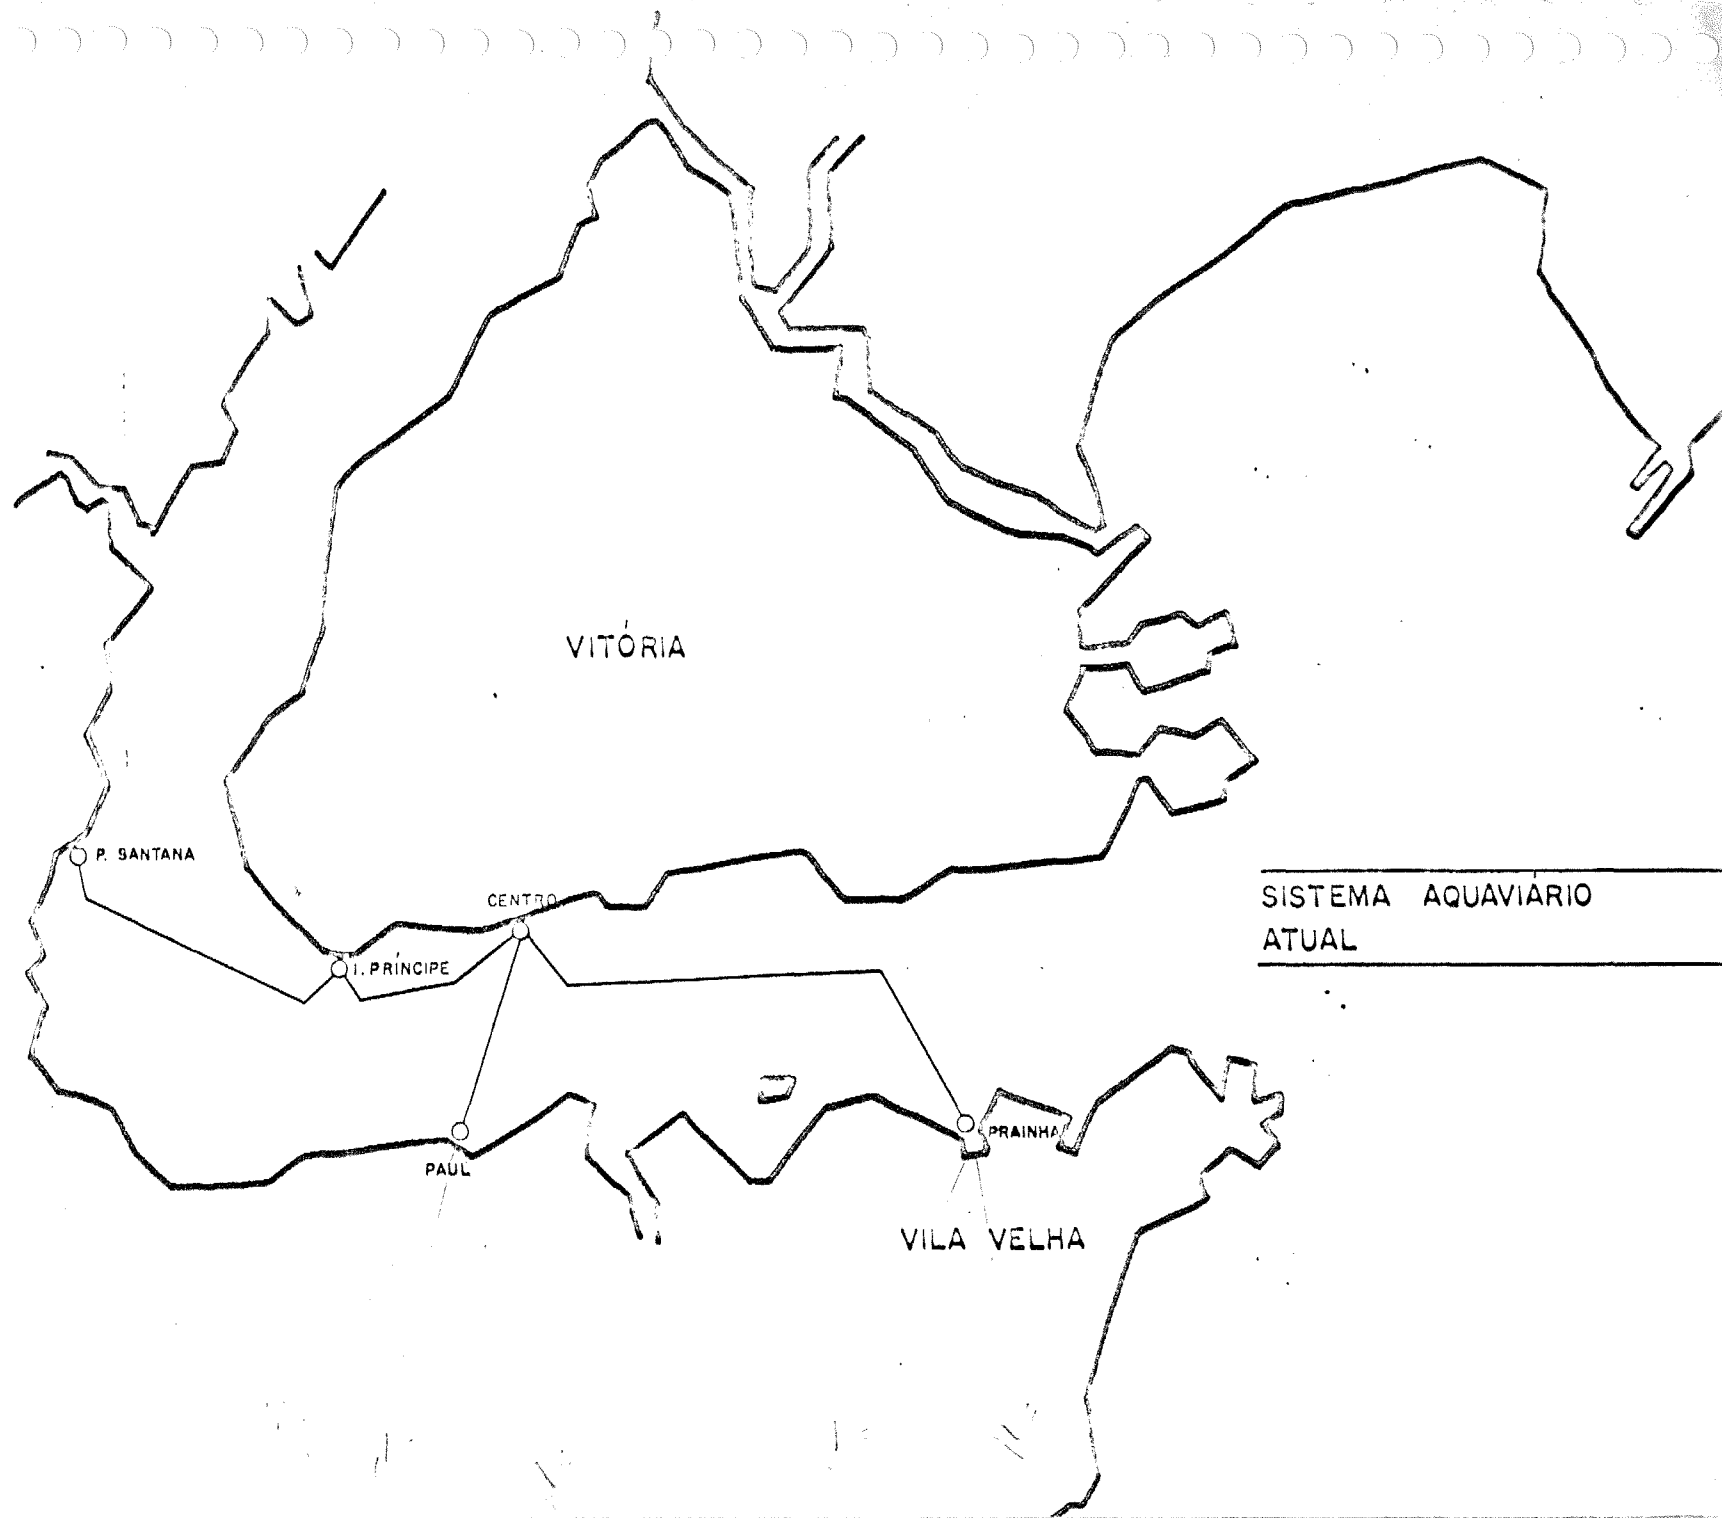 VITÓRIA
P. SANTANA
CENTRO
I. PRÍNCIPE
SISTEMA AQUAVIÁRIO
ATUAL
PRAINHA
PAUL
VILA VELHA